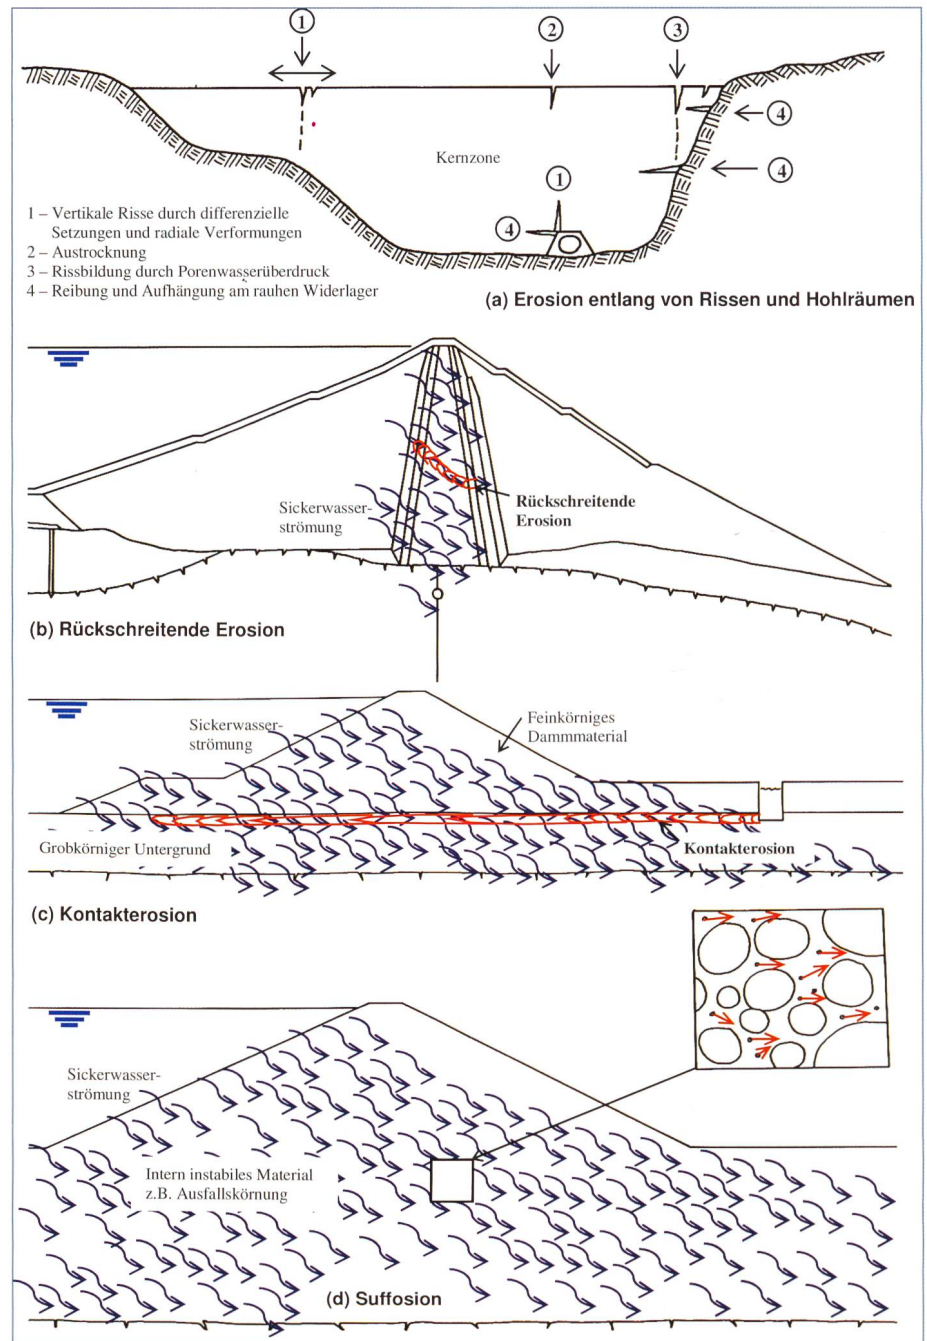 1
2
3
4
Kernzone
4
1
4
1 – Vertikale Risse durch differenzielle
Setzungen und radiale Verformungen
2 – Austrocknung
3 – Rissbildung durch Porenwasserüberdruck
4 – Reibung und Aufhängung am rauhen Widerlager
(a) Erosion entlang von Rissen und Hohlräumen
Sickerwasser-
strömung
Rückschreitende
Erosion
(b) Rückschreitende Erosion
Sickerwasser-
strömung
Feinkörniges
Dammmaterial
Grobkörniger Untergrund
Kontakterosion
(c) Kontakterosion
Sickerwasser-
strömung
Intern instabiles Material
z.B. Ausfallskörnung
(d) Suffosion